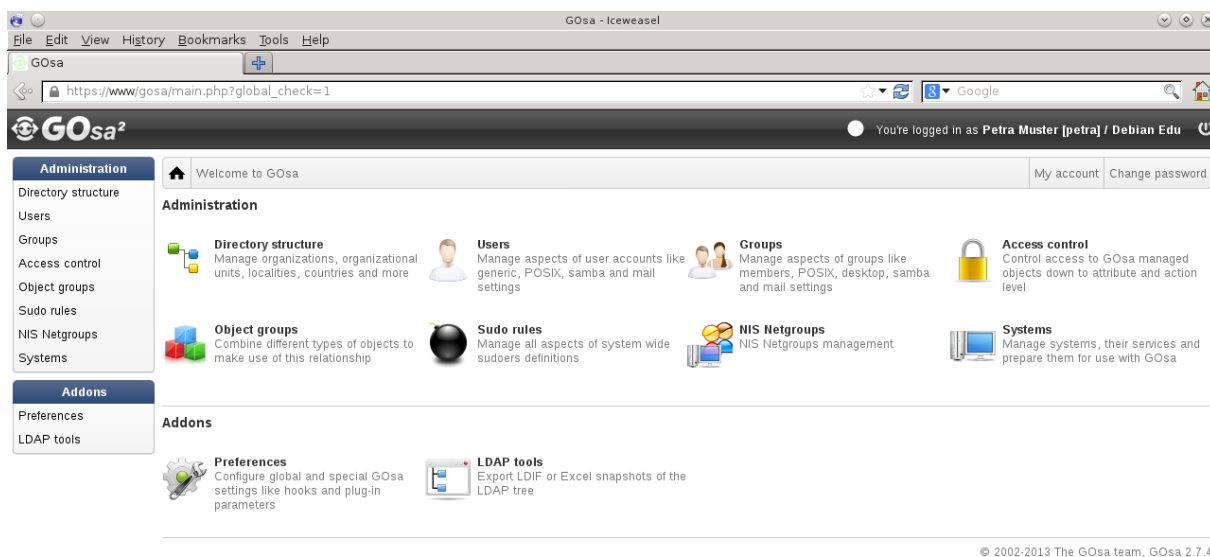 GOsa - Iceweasel
File Edit View History Bookmarks Tools Help
GOsa
https://www/gosa/main.php?global_check=1
Google
GOsa²
You're logged in as Petra Muster [petra] / Debian Edu
Administration
Directory structure
Users
Groups
Access control
Object groups
Sudo rules
NIS Netgroups
Systems
Addons
Preferences
LDAP tools
Welcome to GOsa
My account
Change password
Administration
Directory structure
Manage organizations, organizational
units, localities, countries and more
Users
Manage aspects of user accounts like
generic, POSIX, samba and mail
settings
Groups
Manage aspects of groups like
members, POSIX, desktop, samba
and mail settings
Access control
Control access to GOsa managed
objects down to attribute and action
level
Object groups
Combine different types of objects to
make use of this relationship
Sudo rules
Manage all aspects of system wide
sudoers definitions
NIS Netgroups
NIS Netgroups management
Systems
Manage systems, their services and
prepare them for use with GOsa
Addons
Preferences
Configure global and special GOsa
settings like hooks and plug-in
parameters
LDAP tools
Export LDIF or Excel snapshots of the
LDAP tree
© 2002-2013 The GOsa team, GOsa 2.7.4